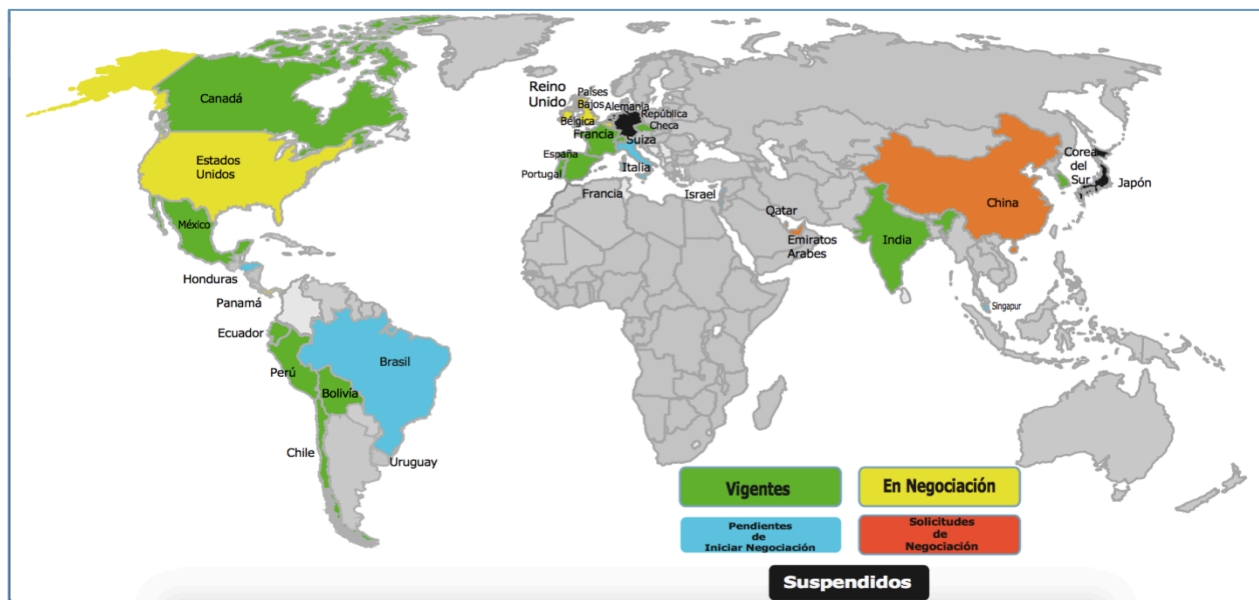 Canadá
Estados
Unidos
México
Honduras
Panamá
Ecuador
Perú
Brasil
Bolivía
Chile
Uruguay
Reino
Unido
Países
Bajos
Alemania
República
Checa
Bélgica
Francia
Suiza
España
Italia
Portugal
Francia
Israel
Qatar
Emiratos
Arabes
India
China
Corea
del
Sur
Japón
Singapur
Vigentes
En Negociación
Pendientes
de
Iniciar Negociación
Solicitudes
de
Negociación
Suspendidos